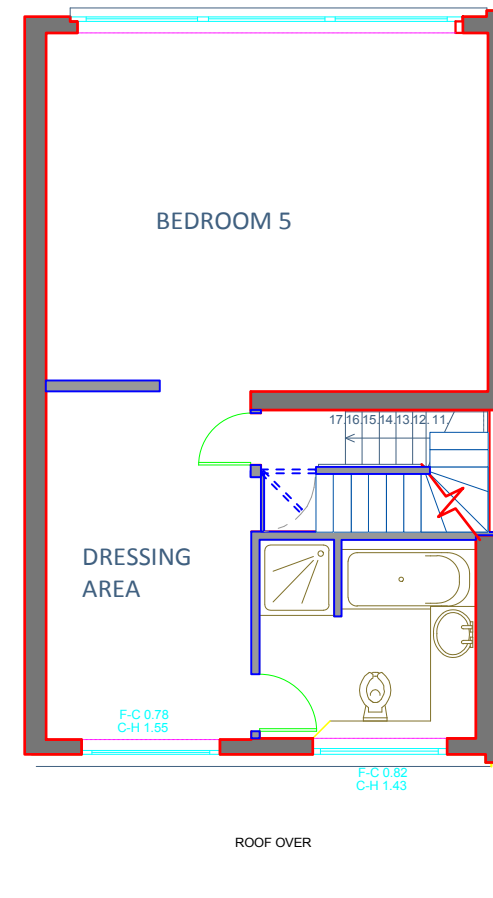 BEDROOM 5
17.16.15.14.13.12. 11.
DRESSING
AREA
F-C 0.78
C-H 1.55
F-C 0.82
C-H 1.43
ROOF OVER